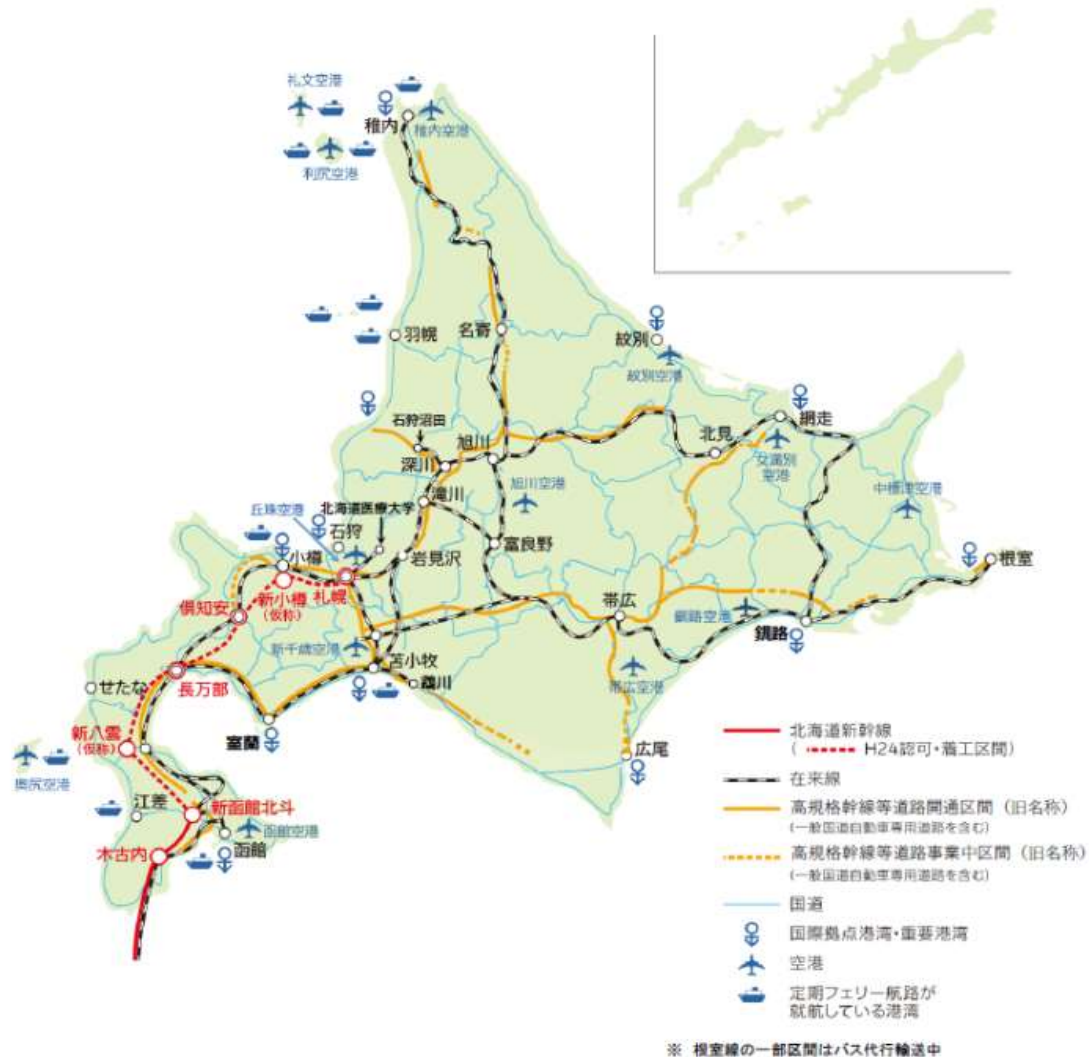 礼文空港
稚内
稚内空港
利尻空港
羽幌
名寄
紋別
紋別空港
石狩沼田
旭川
北見
網走
深川
女満別
空港
旭川空港
中標津空港
滝川
丘珠空港
北海道医療大学
石狩
小樽
岩見沢
富良野
根室
倶知安
新小樽
(仮称)
札幌
帯広
釧路空港
釧路
新千歳空港
苫小牧
鵡川
帯広空港
せたな
長万部
室蘭
新八雲
(仮称)
広尾
奥尻空港
江差
新函館北斗
函館空港
函館
木古内
北海道新幹線
( H24認可・着工区間)
在来線
高規格幹線等道路開通区間(旧名称)
(一般国道自動車専用道路を含む)
高規格幹線等道路事業中区間(旧名称)
(一般国道自動車専用道路を含む)
国道
国際拠点港湾・重要港湾
空港
定期フェリー航路が
就航している港湾
※ 根室線の一部区間はバス代行輸送中